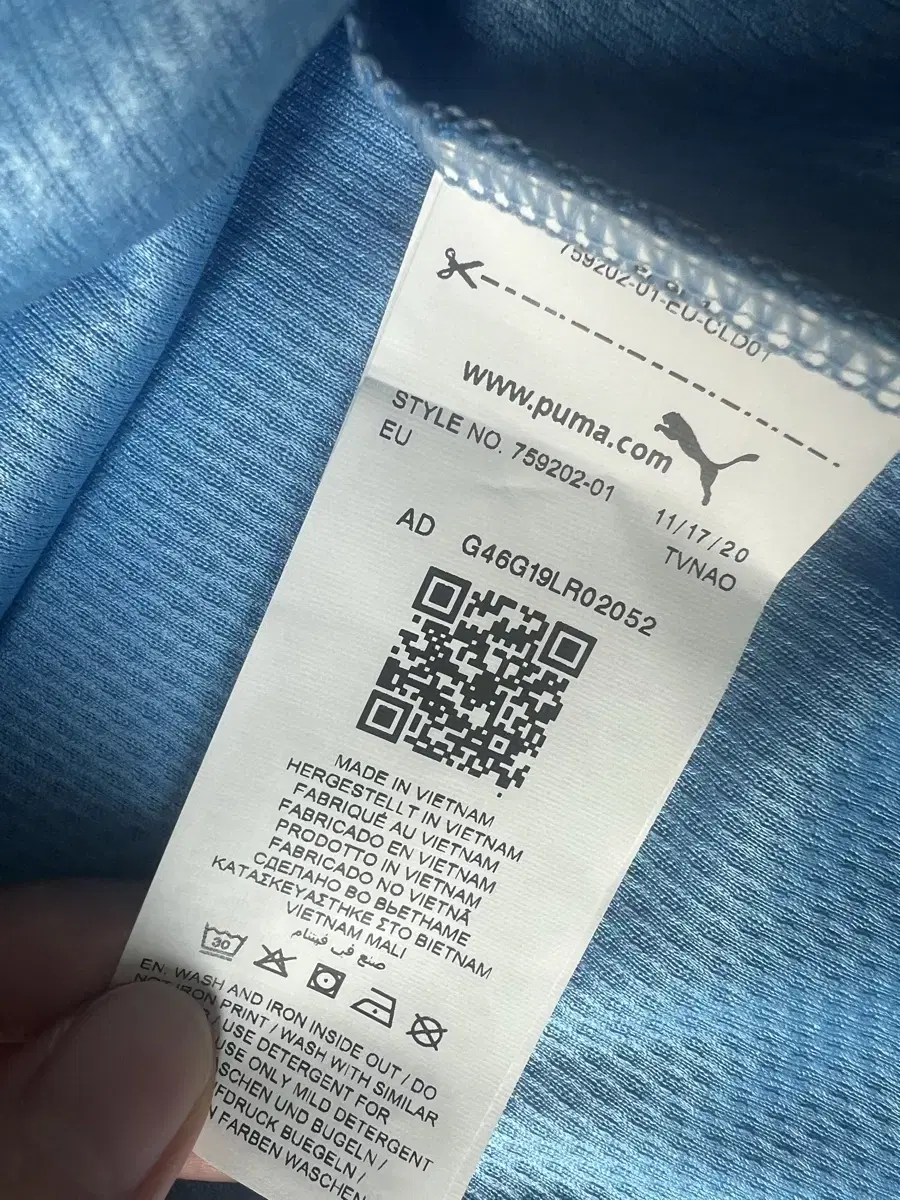 759202-01-EU-CLD01
www.puma.com
STYLE NO. 759202-01
EU
11/17/20
TVNAO
AD G46G19LR02052
MADE IN VIETNAM
HERGESTELLT IN VIETNAM
FABRIQUÉ AU VIETNAM
FABRICADO EN VIETNAM
PRODOTTO IN VIETNAM
FABRICADO NO VIETNÃ
СДЕЛАНО ВО ВЬЕТНАМЕ
ΚΑΤΑΣΚΕΥΑΣΤΗΚΕ ΣΤΟ ΒΙΕΤΝΑΜ
VIETNAM MALI
صنع في فيتنام
30
EN: WASH AND IRON INSIDE OUT / DO
NOT IRON PRINT / WASH WITH SIMILAR
/ USE DETERGENT FOR
USE ONLY MILD DETERGENT
UND BUGELN /
BUEGELN /
FARBEN WASCHEN